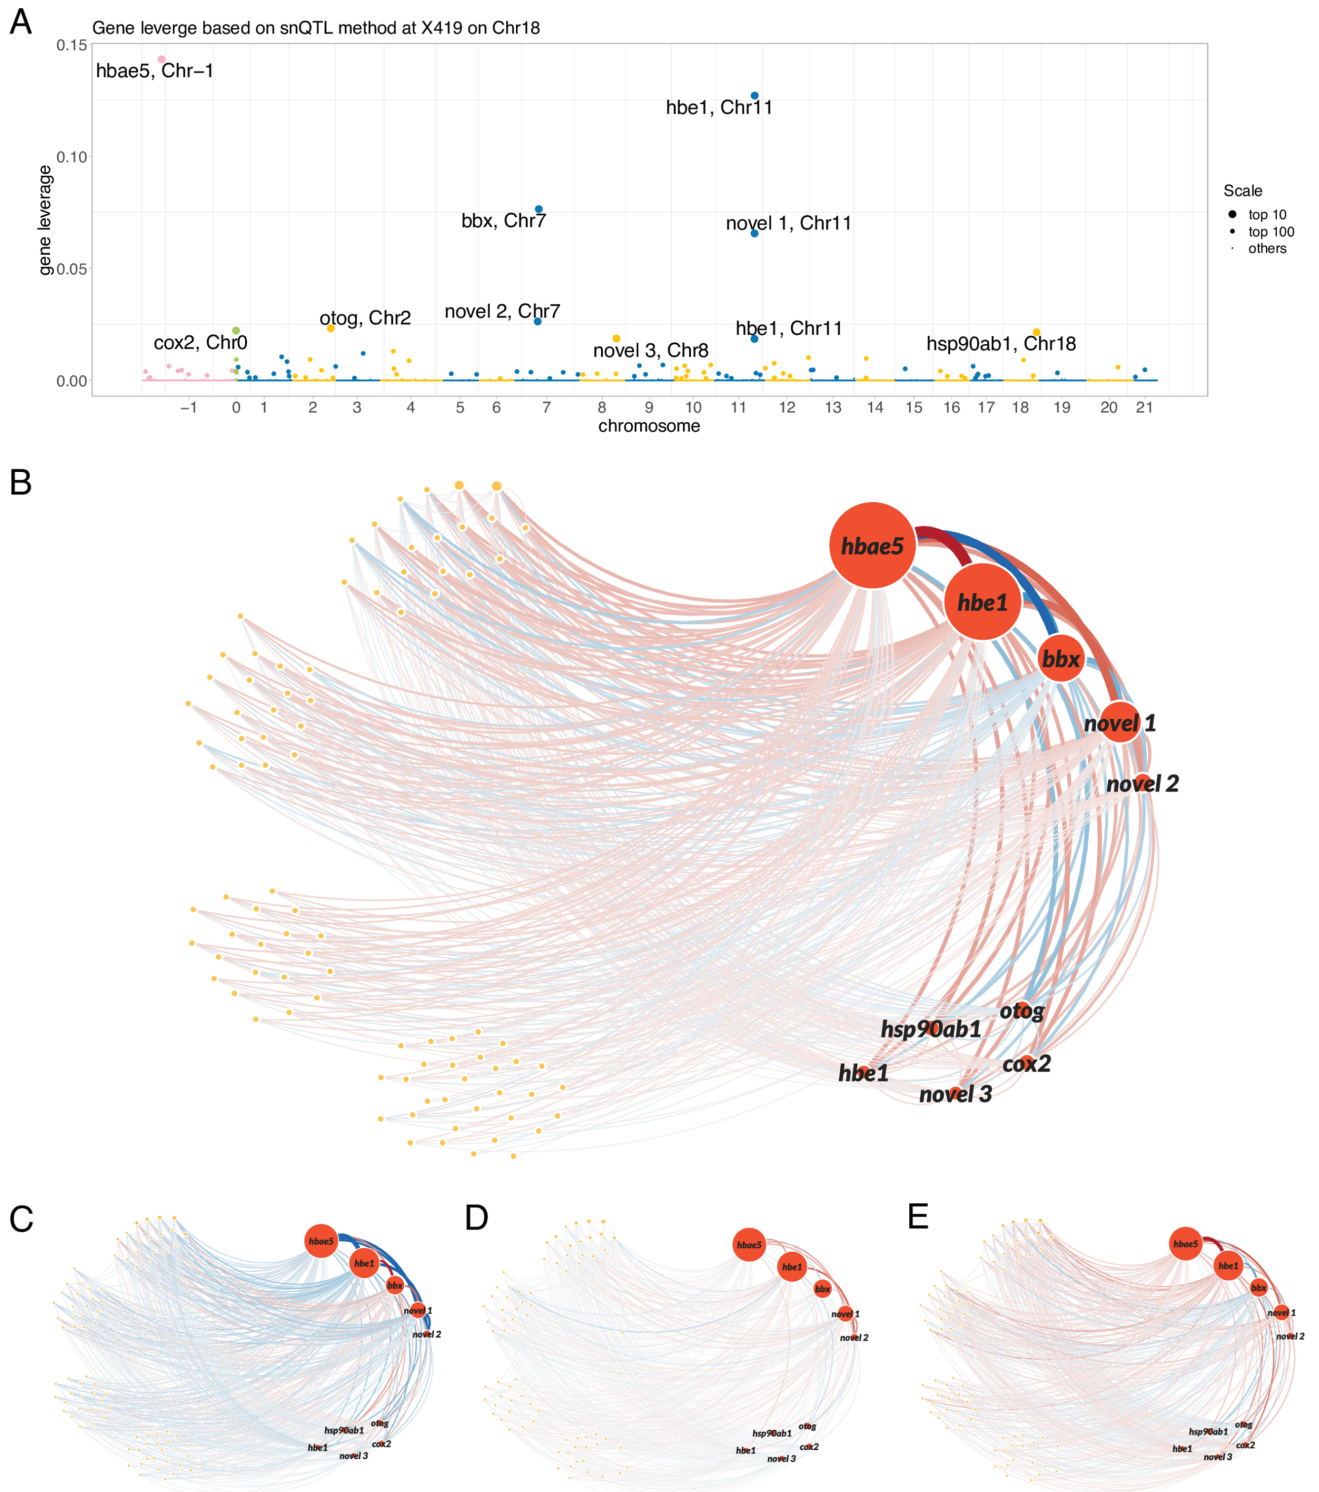 A
Gene leverge based on snQTL method at X419 on Chr18
gene leverage
0.15
0.10
0.05
0.00
hbae5, Chr−1
hbe1, Chr11
bbx, Chr7
novel 1, Chr11
novel 2, Chr7
otog, Chr2
cox2, Chr0
novel 3, Chr8
hbe1, Chr11
hsp90ab1, Chr18
−1 0 1 2 3 4 5 6 7 8 9 10 11 12 13 14 15 16 17 18 19 20 21
chromosome
Scale
top 10
top 100
others
B
hbae5
hbe1
bbx
novel 1
novel 2
otog
hsp90ab1
cox2
hbe1
novel 3
C
hbae5
hbe1
bbx
novel 1
novel 2
otog
hsp90ab1
cox2
hbe1
novel 3
D
hbae5
hbe1
bbx
novel 1
novel 2
otog
hsp90ab1
cox2
hbe1
novel 3
E
hbae5
hbe1
bbx
novel 1
novel 2
otog
hsp90ab1
cox2
hbe1
novel 3